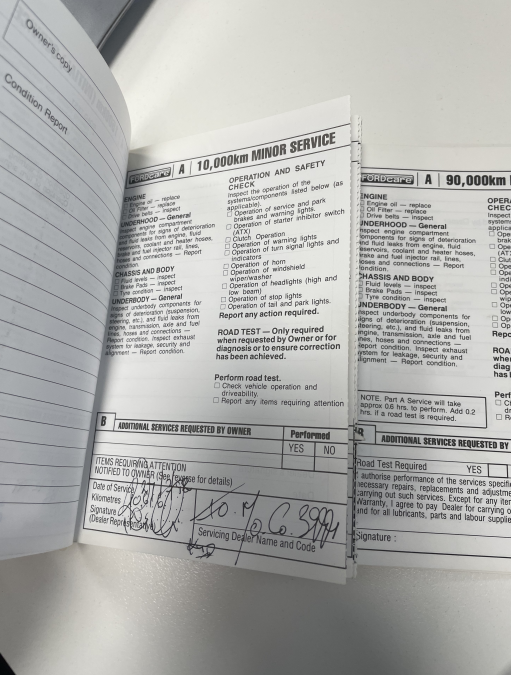 Owner's copy
Condition Report
FORDcare A 10,000km MINOR SERVICE
ENGINE
Engine oil — replace
Oil Filter — replace
Drive belts — inspect
UNDERHOOD — General
Inspect engine compartment
components for signs of deterioration
and fluid leaks from engine, fluid
reservoirs, coolant and heater hoses,
brake and fuel injector rail, lines,
hoses and connections — Report
condition.
CHASSIS AND BODY
Fluid levels — inspect
Brake Pads — inspect
Tyre condition — inspect
UNDERBODY — General
Inspect underbody components for
signs of deterioration (suspension,
steering, etc.), and fluid leaks from
engine, transmission, axle and fuel
lines, hoses and connections —
Report condition. Inspect exhaust
system for leakage, security and
alignment — Report condition.
OPERATION AND SAFETY
CHECK
Inspect the operation of the
systems/components listed below (as
applicable).
☐ Operation of service and park
brakes and warning lights.
☐ Operation of starter inhibitor switch
(ATX)
☐ Clutch Operation
☐ Operation of warning lights
☐ Operation of turn signal lights and
indicators
☐ Operation of horn
☐ Operation of windshield
wiper/washer
☐ Operation of headlights (high and
low beam)
☐ Operation of stop lights
☐ Operation of tail and park lights.
Report any action required.
ROAD TEST — Only required
when requested by Owner or for
diagnosis or to ensure correction
has been achieved.
Perform road test.
☐ Check vehicle operation and
driveability.
☐ Report any items requiring attention
B ADDITIONAL SERVICES REQUESTED BY OWNER
Performed
YES NO
ITEMS REQUIRING ATTENTION
NOTIFIED TO OWNER (See reverse for details)
Date of Service
Kilometres
Signature
(Dealer Representative)
Servicing Dealer Name and Code
FORDcare A 90,000km
ENGINE
Engine oil — replace
Oil Filter — replace
Drive belts — inspect
UNDERHOOD — General
Inspect engine compartment
components for signs of deterioration
and fluid leaks from engine, fluid
reservoirs, coolant and heater hoses,
brake and fuel injector rail, lines,
hoses and connections — Report
condition.
CHASSIS AND BODY
☐ Fluid levels — inspect
☐ Brake Pads — inspect
☐ Tyre condition — inspect
UNDERBODY — General
Inspect underbody components for
signs of deterioration (suspension,
steering, etc.), and fluid leaks from
engine, transmission, axle and fuel
lines, hoses and connections —
Report condition. Inspect exhaust
system for leakage, security and
alignment — Report condition.
NOTE. Part A Service will take
approx 0.6 hrs. to perform. Add 0.2
hrs. if a road test is required.
ADDITIONAL SERVICES REQUESTED BY
Road Test Required YES
I authorise performance of the services specif
necessary repairs, replacements and adjustme
carrying out such services. Except for any iter
Warranty, I agree to pay Dealer for carrying o
and for all lubricants, parts and labour supplie
Signature :